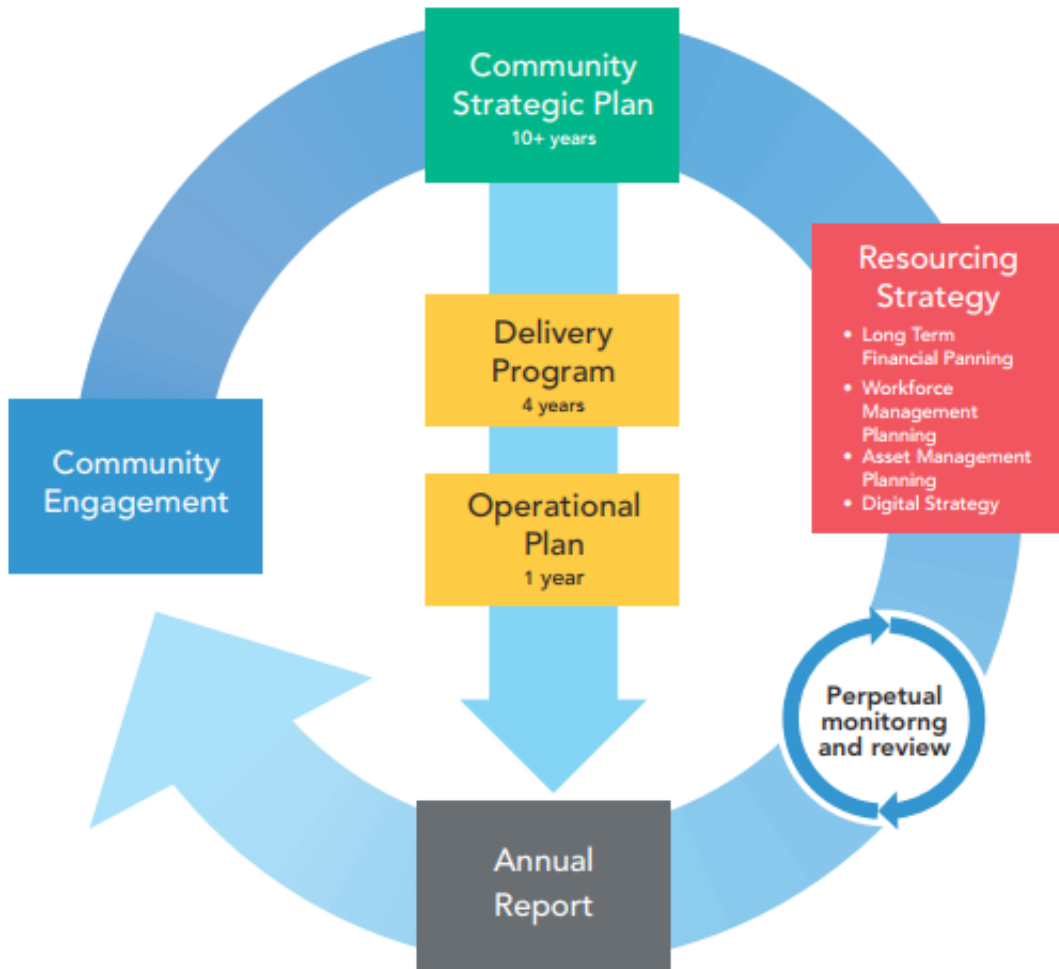 Community
Strategic Plan
10+ years
Resourcing
Strategy
• Long Term
Financial Panning
• Workforce
Management
Planning
• Asset Management
Planning
• Digital Strategy
Delivery
Program
4 years
Community
Engagement
Operational
Plan
1 year
Perpetual
monitorng
and review
Annual
Report